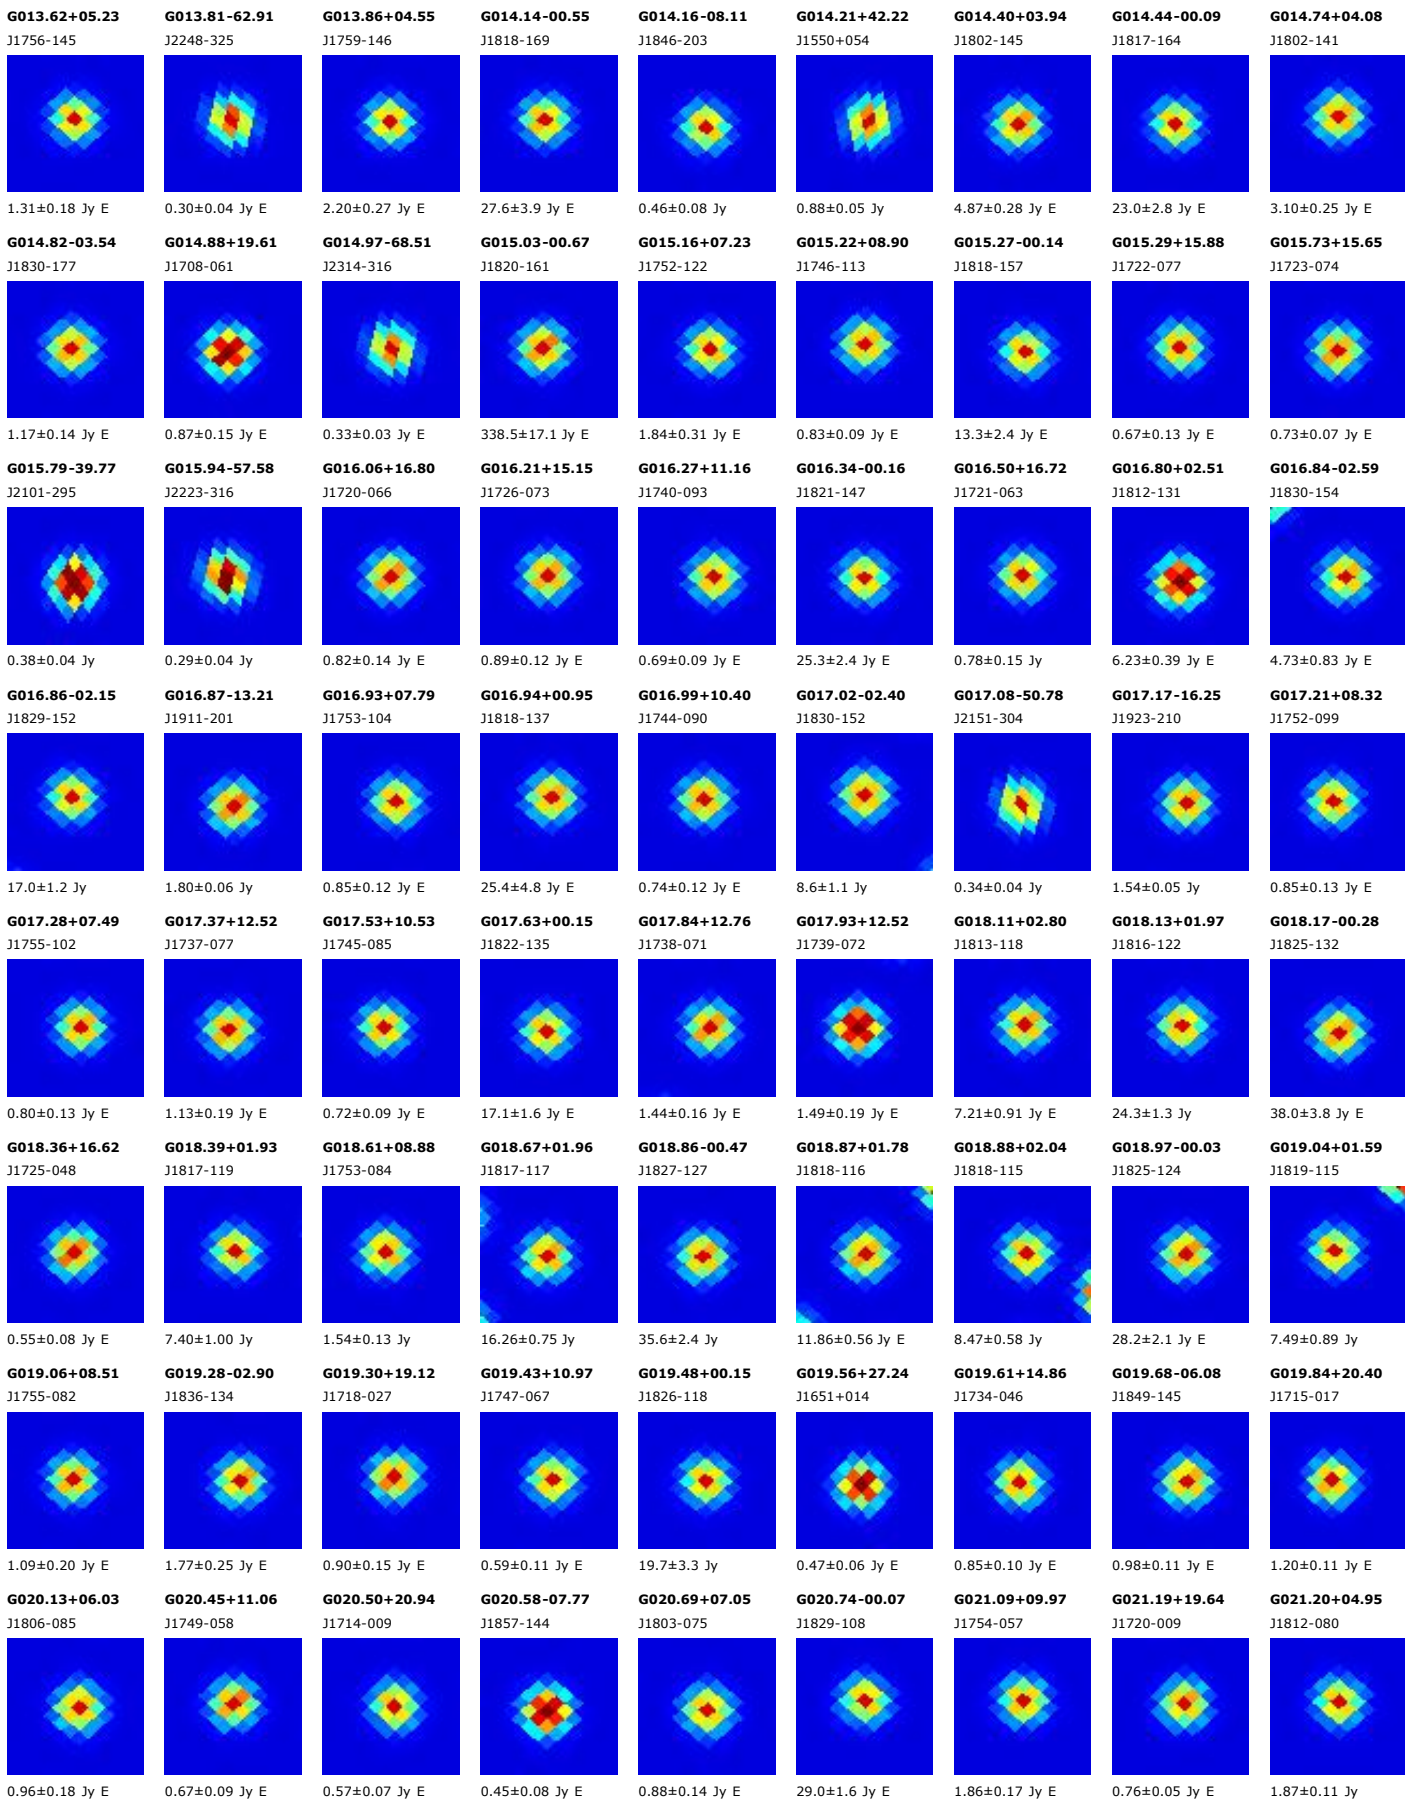 G013.62+05.23 G013.81-62.91 G013.86+04.55 G014.14-00.55 G014.16-08.11 G014.21+42.22 G014.40+03.94 G014.44-00.09 G014.74+04.08
J1756-145 J2248-325 J1759-146 J1818-169 J1846-203 J1550+054 J1802-145 J1817-164 J1802-141
1.31±0.18 Jy E 0.30±0.04 Jy E 2.20±0.27 Jy E 27.6±3.9 Jy E 0.46±0.08 Jy 0.88±0.05 Jy 4.87±0.28 Jy E 23.0±2.8 Jy E 3.10±0.25 Jy E
G014.82-03.54 G014.88+19.61 G014.97-68.51 G015.03-00.67 G015.16+07.23 G015.22+08.90 G015.27-00.14 G015.29+15.88 G015.73+15.65
J1830-177 J1708-061 J2314-316 J1820-161 J1752-122 J1746-113 J1818-157 J1722-077 J1723-074
1.17±0.14 Jy E 0.87±0.15 Jy E 0.33±0.03 Jy E 338.5±17.1 Jy E 1.84±0.31 Jy E 0.83±0.09 Jy E 13.3±2.4 Jy E 0.67±0.13 Jy E 0.73±0.07 Jy E
G015.79-39.77 G015.94-57.58 G016.06+16.80 G016.21+15.15 G016.27+11.16 G016.34-00.16 G016.50+16.72 G016.80+02.51 G016.84-02.59
J2101-295 J2223-316 J1720-066 J1726-073 J1740-093 J1821-147 J1721-063 J1812-131 J1830-154
0.38±0.04 Jy 0.29±0.04 Jy 0.82±0.14 Jy E 0.89±0.12 Jy E 0.69±0.09 Jy E 25.3±2.4 Jy E 0.78±0.15 Jy 6.23±0.39 Jy E 4.73±0.83 Jy E
G016.86-02.15 G016.87-13.21 G016.93+07.79 G016.94+00.95 G016.99+10.40 G017.02-02.40 G017.08-50.78 G017.17-16.25 G017.21+08.32
J1829-152 J1911-201 J1753-104 J1818-137 J1744-090 J1830-152 J2151-304 J1923-210 J1752-099
17.0±1.2 Jy 1.80±0.06 Jy 0.85±0.12 Jy E 25.4±4.8 Jy E 0.74±0.12 Jy E 8.6±1.1 Jy 0.34±0.04 Jy 1.54±0.05 Jy 0.85±0.13 Jy E
G017.28+07.49 G017.37+12.52 G017.53+10.53 G017.63+00.15 G017.84+12.76 G017.93+12.52 G018.11+02.80 G018.13+01.97 G018.17-00.28
J1755-102 J1737-077 J1745-085 J1822-135 J1738-071 J1739-072 J1813-118 J1816-122 J1825-132
0.80±0.13 Jy E 1.13±0.19 Jy E 0.72±0.09 Jy E 17.1±1.6 Jy E 1.44±0.16 Jy E 1.49±0.19 Jy E 7.21±0.91 Jy E 24.3±1.3 Jy 38.0±3.8 Jy E
G018.36+16.62 G018.39+01.93 G018.61+08.88 G018.67+01.96 G018.86-00.47 G018.87+01.78 G018.88+02.04 G018.97-00.03 G019.04+01.59
J1725-048 J1817-119 J1753-084 J1817-117 J1827-127 J1818-116 J1818-115 J1825-124 J1819-115
0.55±0.08 Jy E 7.40±1.00 Jy 1.54±0.13 Jy 16.26±0.75 Jy 35.6±2.4 Jy 11.86±0.56 Jy E 8.47±0.58 Jy 28.2±2.1 Jy E 7.49±0.89 Jy
G019.06+08.51 G019.28-02.90 G019.30+19.12 G019.43+10.97 G019.48+00.15 G019.56+27.24 G019.61+14.86 G019.68-06.08 G019.84+20.40
J1755-082 J1836-134 J1718-027 J1747-067 J1826-118 J1651+014 J1734-046 J1849-145 J1715-017
1.09±0.20 Jy E 1.77±0.25 Jy E 0.90±0.15 Jy E 0.59±0.11 Jy E 19.7±3.3 Jy 0.47±0.06 Jy E 0.85±0.10 Jy E 0.98±0.11 Jy E 1.20±0.11 Jy E
G020.13+06.03 G020.45+11.06 G020.50+20.94 G020.58-07.77 G020.69+07.05 G020.74-00.07 G021.09+09.97 G021.19+19.64 G021.20+04.95
J1806-085 J1749-058 J1714-009 J1857-144 J1803-075 J1829-108 J1754-057 J1720-009 J1812-080
0.96±0.18 Jy E 0.67±0.09 Jy E 0.57±0.07 Jy E 0.45±0.08 Jy E 0.88±0.14 Jy E 29.0±1.6 Jy E 1.86±0.17 Jy E 0.76±0.05 Jy E 1.87±0.11 Jy